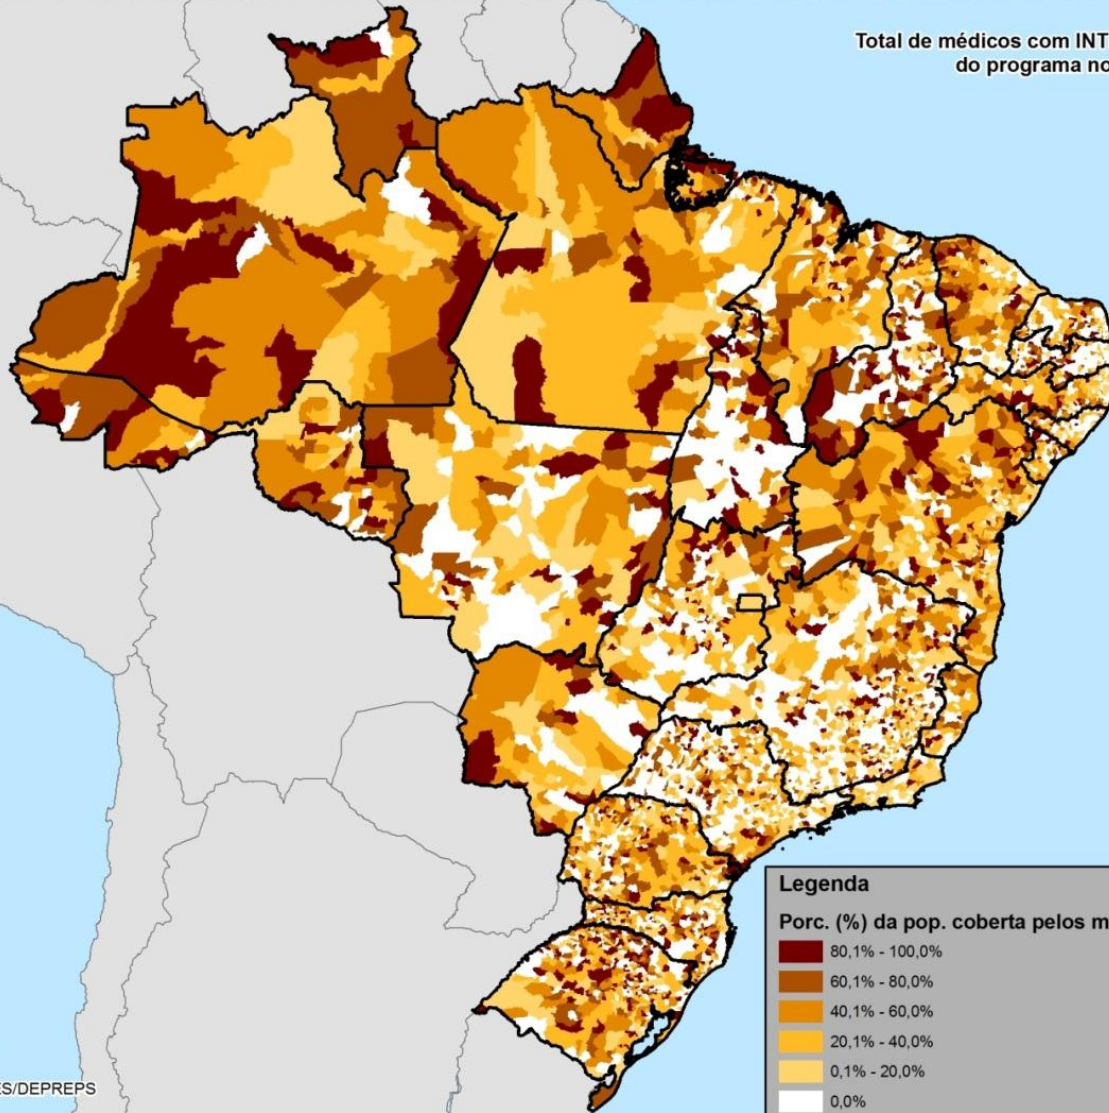 Total de médicos com INT
do programa no
Legenda
Porc. (%) da pop. coberta pelos m
80,1% - 100,0%
60,1% - 80,0%
40,1% - 60,0%
20,1% - 40,0%
0,1% - 20,0%
0,0%
ES/DEPREPS